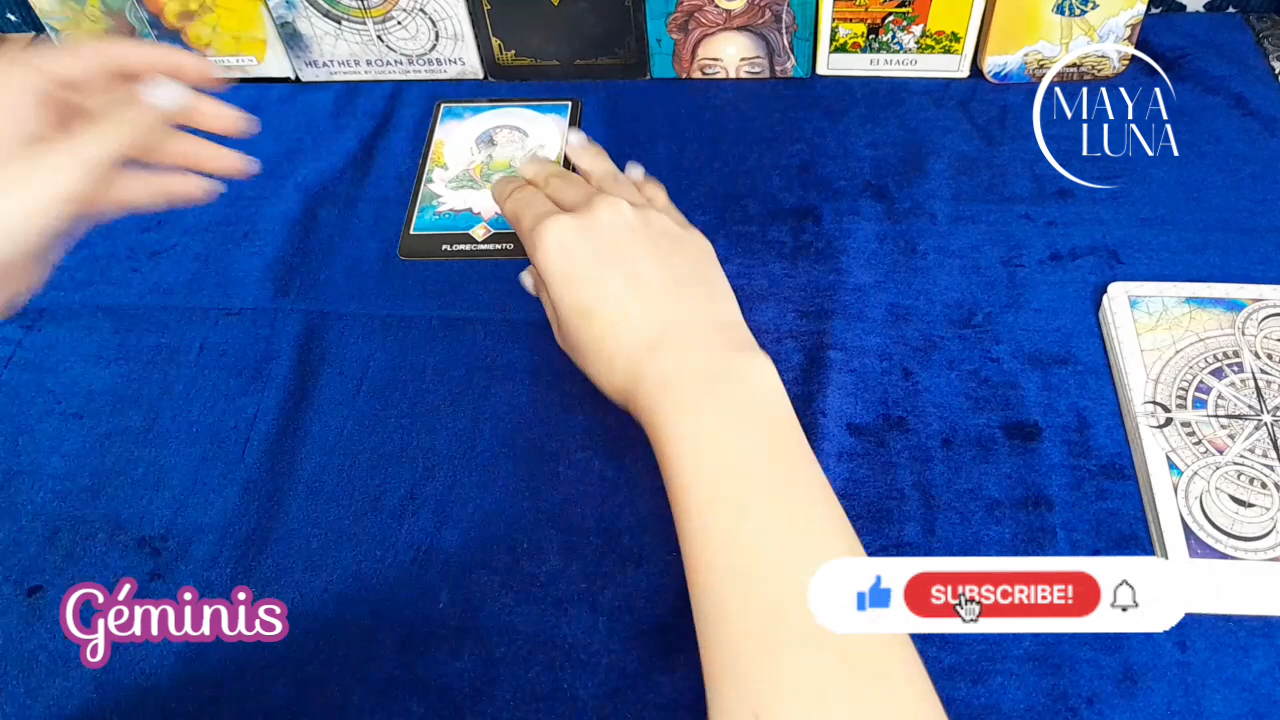 HEATHER ROAN ROBBINS
ARTWORK BY LUCAS LUA DE SOUZA
El MAGO
MAYA
LUNA
FLORECIMIENTO
SUBSCRIBE!
Géminis